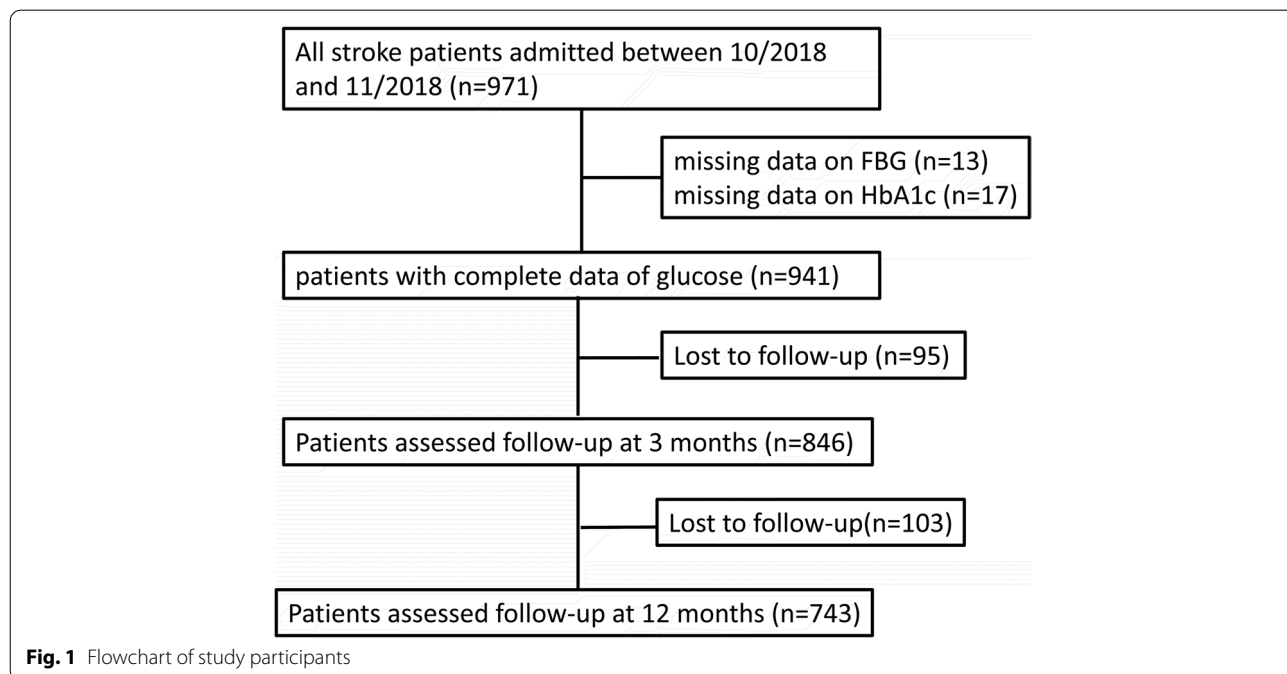 All stroke patients admitted between 10/2018
and 11/2018 (n=971)
missing data on FBG (n=13)
missing data on HbA1c (n=17)
patients with complete data of glucose (n=941)
Lost to follow-up (n=95)
Patients assessed follow-up at 3 months (n=846)
Lost to follow-up(n=103)
Patients assessed follow-up at 12 months (n=743)
Fig. 1 Flowchart of study participants